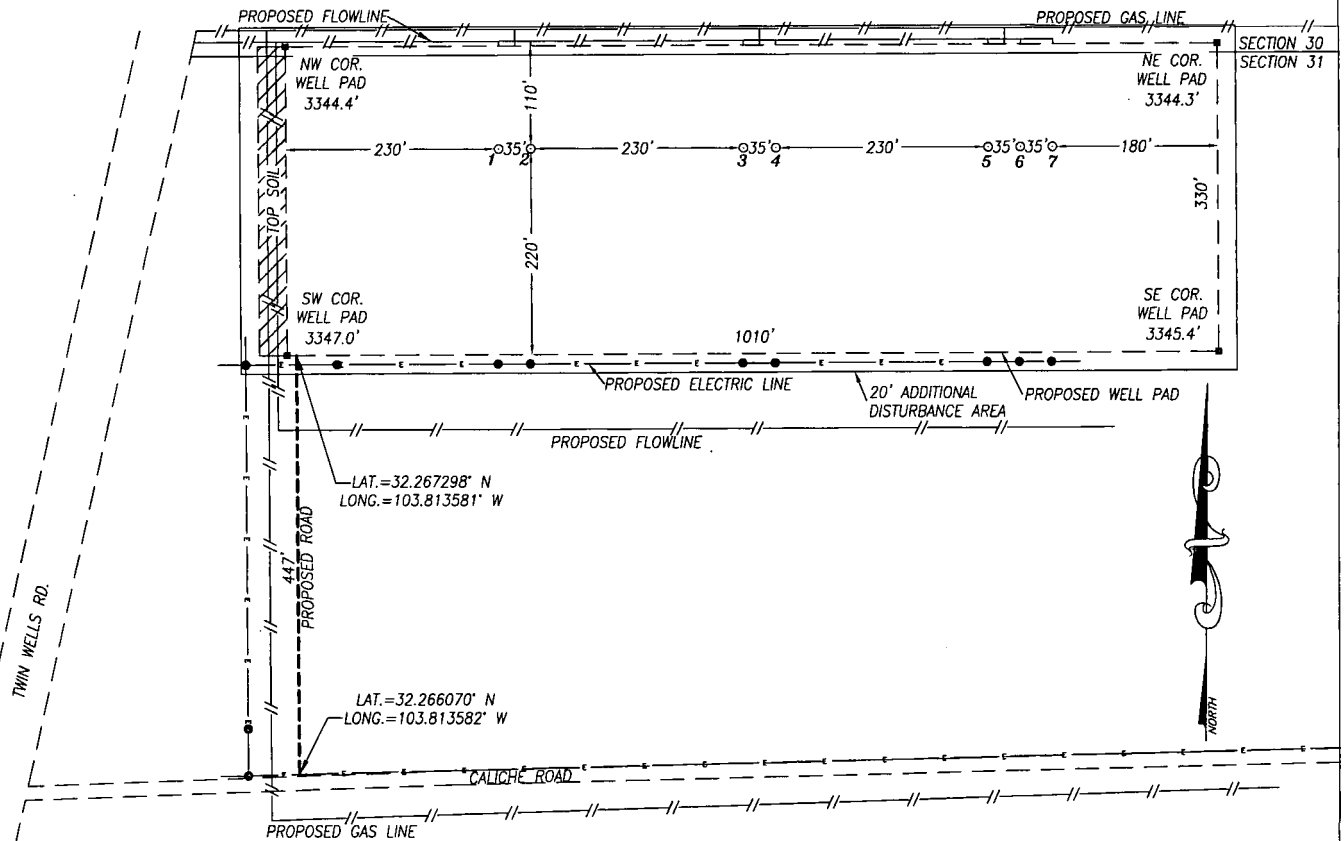 PROPOSED FLOWLINE
PROPOSED GAS LINE
SECTION 30
SECTION 31
NW COR.
WELL PAD
3344.4'
NE COR.
WELL PAD
3344.3'
110'
230'
1
35'
2
230'
3
35'
4
230'
5
35'
6
35'
7
180'
TOP SOIL
330'
220'
SW COR.
WELL PAD
3347.0'
SE COR.
WELL PAD
3345.4'
1010'
E E E E E E E E E
PROPOSED ELECTRIC LINE
20' ADDITIONAL
DISTURBANCE AREA
PROPOSED WELL PAD
PROPOSED FLOWLINE
LAT.=32.267298° N
LONG.=103.813581° W
447'
PROPOSED ROAD
TWIN WELLS RD.
LAT.=32.266070° N
LONG.=103.813582° W
NORTH
CALICHE ROAD
PROPOSED GAS LINE